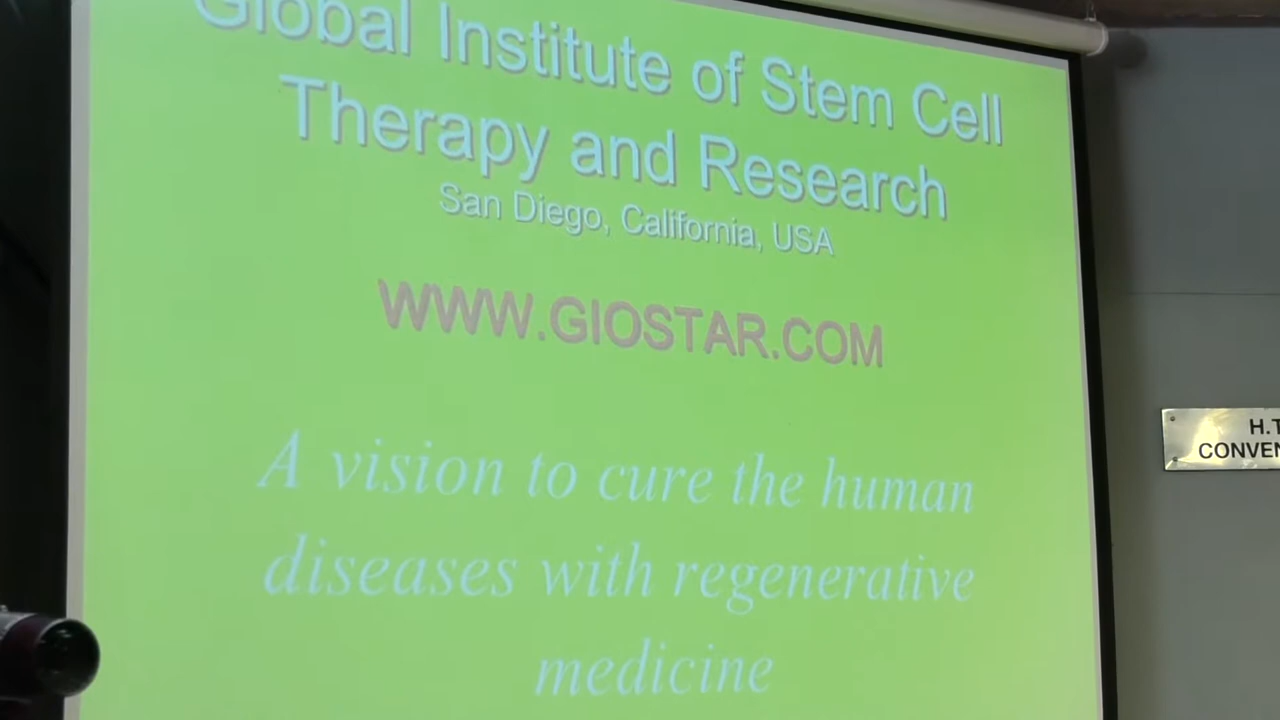 Global Institute of Stem Cell
Therapy and Research
San Diego, California, USA
WWW.GIOSTAR.COM
A vision to cure the human
diseases with regenerative
medicine
H.T
CONVEN